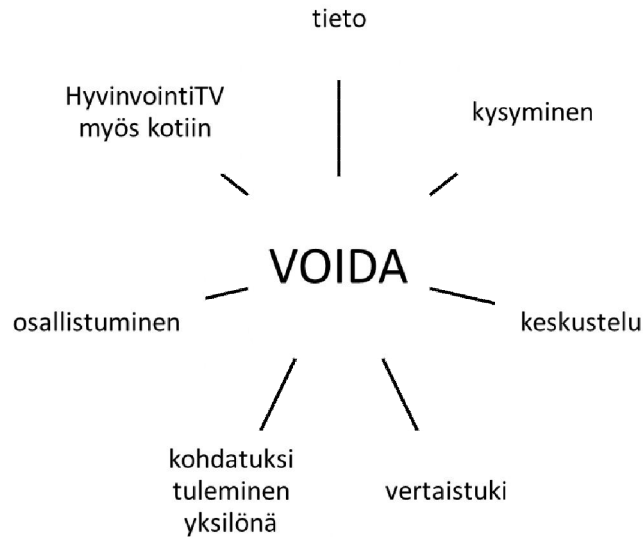 tieto
HyvinvointiTV
myös kotiin
kysyminen
VOIDA
osallistuminen
keskustelu
kohdatuksi
tuleminen
yksilönä
vertaistuki